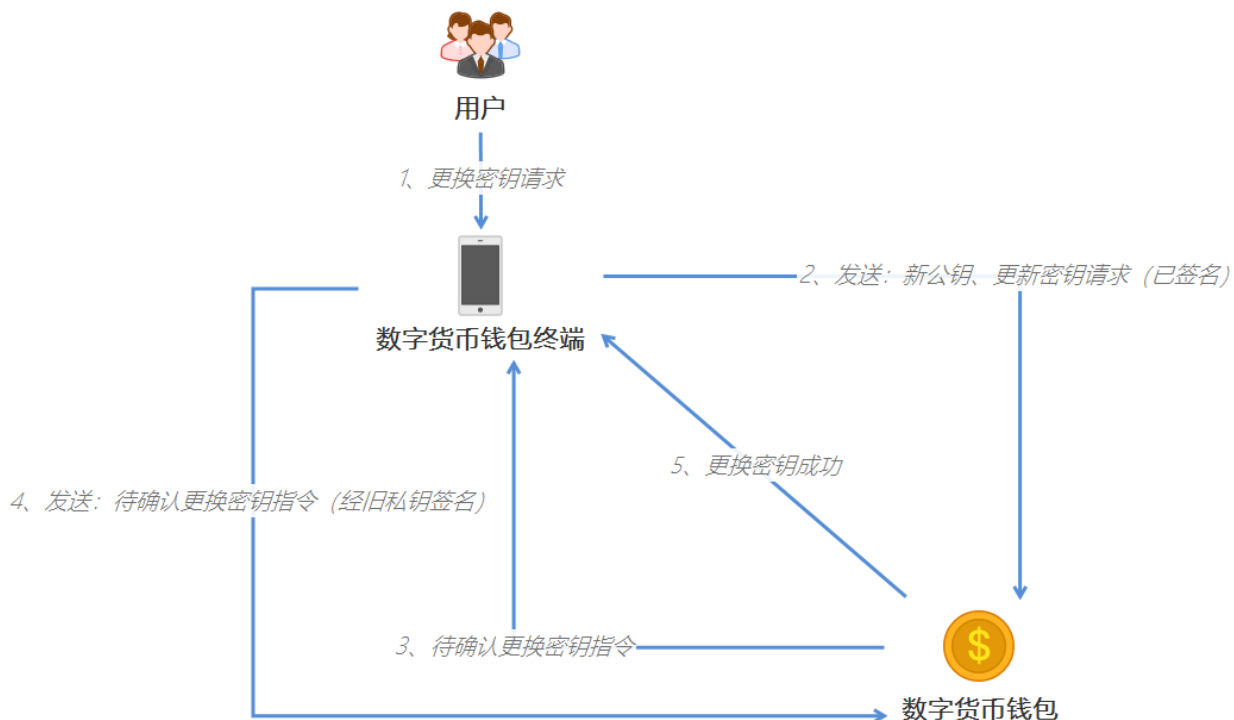 用户
1、更换密钥请求
2、发送：新公钥、更新密钥请求（已签名）
数字货币钱包终端
5、更换密钥成功
4、发送：待确认更换密钥指令（经旧私钥签名）
3、待确认更换密钥指令
$
数字货币钱包